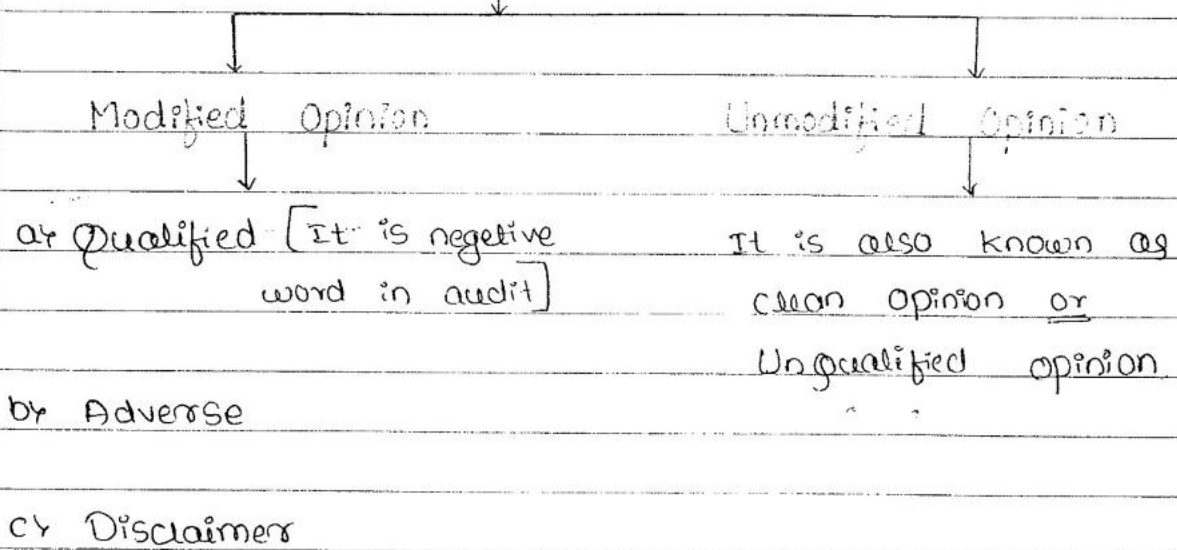 Modified Opinion Unmodified Opinion
a) Qualified [It is negetive
word in audit]
It is also known as
clean opinion or
Unqualified opinion
b) Adverse
c) Disclaimer